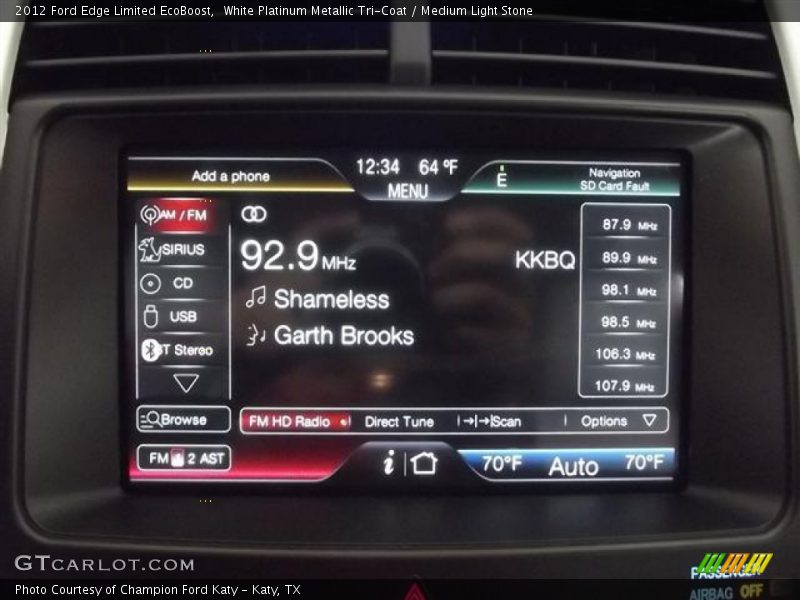 2012 Ford Edge Limited EcoBoost,  White Platinum Metallic Tri-Coat / Medium Light Stone
Add a phone
12:34 64 ºF
MENU
E
Navigation
SD Card Fault
AM / FM
SIRIUS
CD
USB
BT Stereo
Browse
FM 2 AST
92.9 MHz
KKBQ
Shameless
Garth Brooks
87.9 MHz
89.9 MHz
98.1 MHz
98.5 MHz
106.3 MHz
107.9 MHz
FM HD Radio
Direct Tune
Scan
Options
i
70°F
Auto
70°F
GTCARLOT.COM
PASSENGER
AIRBAG OFF
Photo Courtesy of Champion Ford Katy - Katy, TX